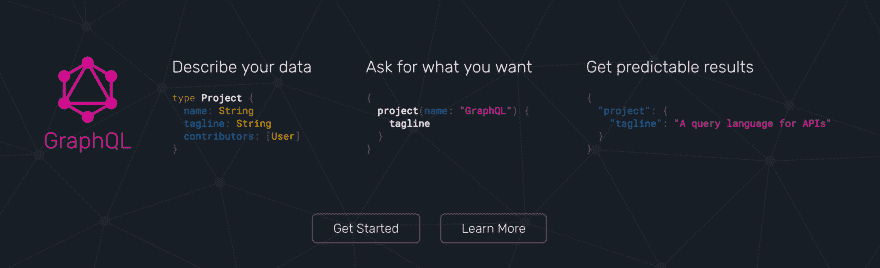 GraphQL
Describe your data
type Project {
  name: String
  tagline: String
  contributors: [User]
}
Ask for what you want
{
  project(name: "GraphQL") {
    tagline
  }
}
Get predictable results
{
  "project": {
    "tagline": "A query language for APIs"
  }
}
Get Started
Learn More